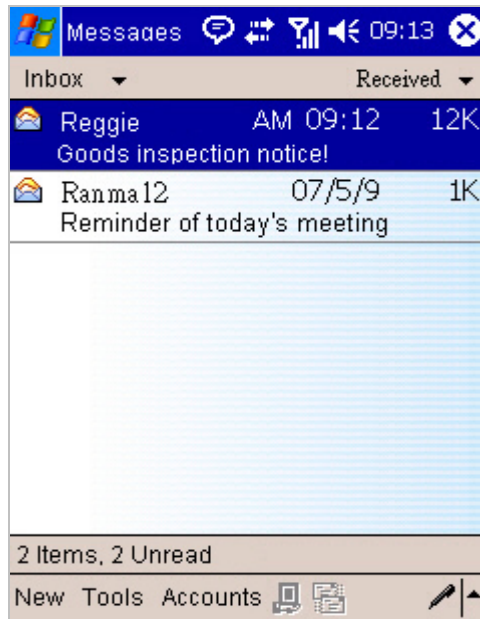 Messages 09:13
Inbox Received
Reggie AM 09:12 12K
Goods inspection notice!
Ranma12 07/5/9 1K
Reminder of today's meeting
2 Items, 2 Unread
New Tools Accounts